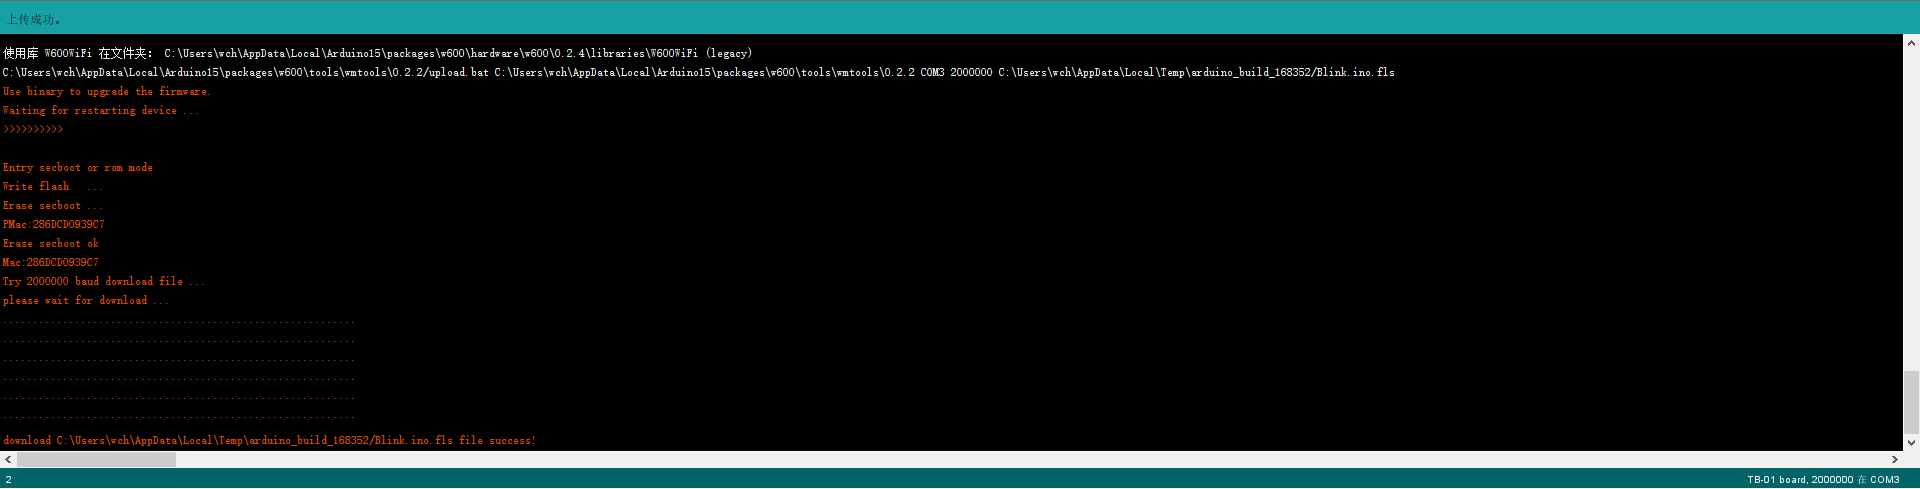 上传成功。
使用库 W600WiFi 在文件夹： C:\Users\wch\AppData\Local\Arduino15\packages\w600\hardware\w600\0.2.4\libraries\W600WiFi (legacy)
C:\Users\wch\AppData\Local\Arduino15\packages\w600\tools\wmtools\0.2.2/upload.bat C:\Users\wch\AppData\Local\Arduino15\packages\w600\tools\wmtools\0.2.2 COM3 2000000 C:\Users\wch\AppData\Local\Temp\arduino_build_168352/Blink.ino.fls
Use binary to upgrade the firmware.
Waiting for restarting device ...
>>>>>>>>>>
Entry secboot or rom mode
Write flash  ...
Erase secboot ...
PMac:286DCD0939C7
Erase secboot ok
Mac:286DCD0939C7
Try 2000000 baud download file ...
please wait for download ...
...........................................................
...........................................................
...........................................................
...........................................................
...........................................................
...........................................................
download C:\Users\wch\AppData\Local\Temp\arduino_build_168352/Blink.ino.fls file success!
2
TB-01 board, 2000000 在 COM3